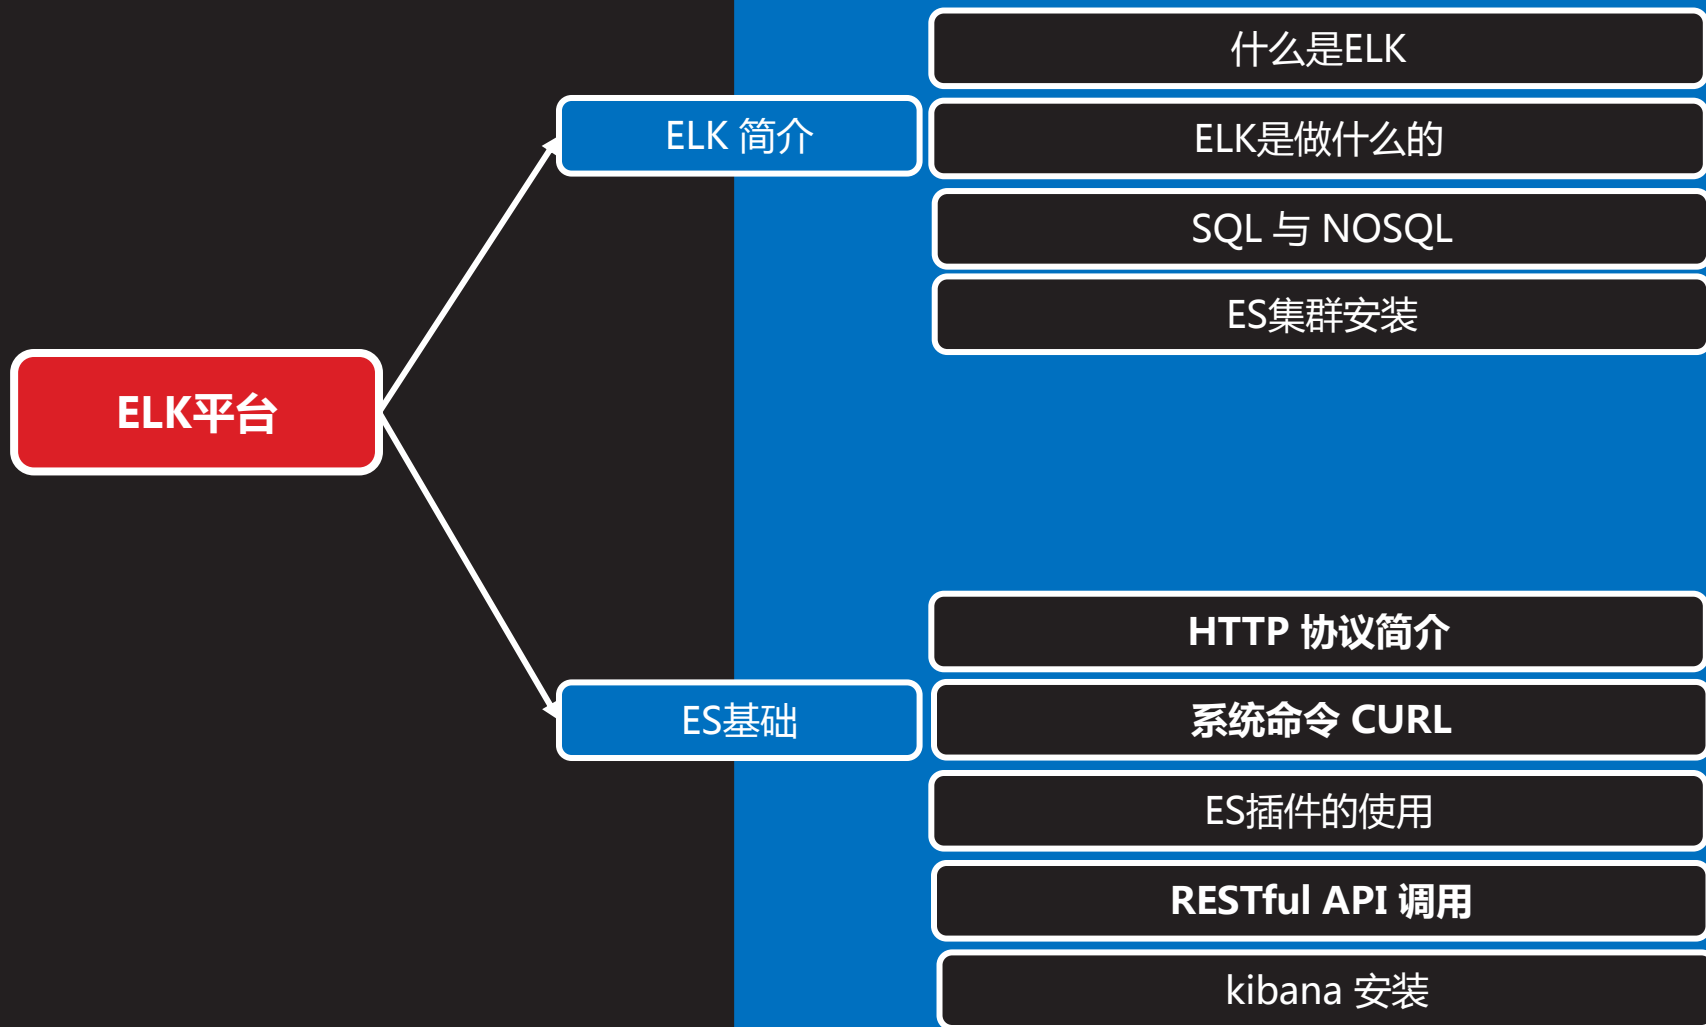 ELK平台
ELK 简介
什么是ELK
ELK是做什么的
SQL 与 NOSQL
ES集群安装
ES基础
HTTP 协议简介
系统命令 CURL
ES插件的使用
RESTful API 调用
kibana 安装